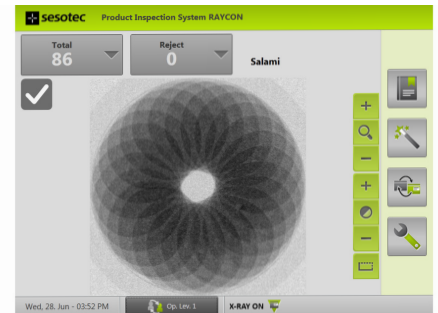 sesotec Product Inspection System RAYCON
Total
86
Reject
0
Salami
Wed, 28. Jun - 03:52 PM
Op. Lev. 1
X-RAY ON